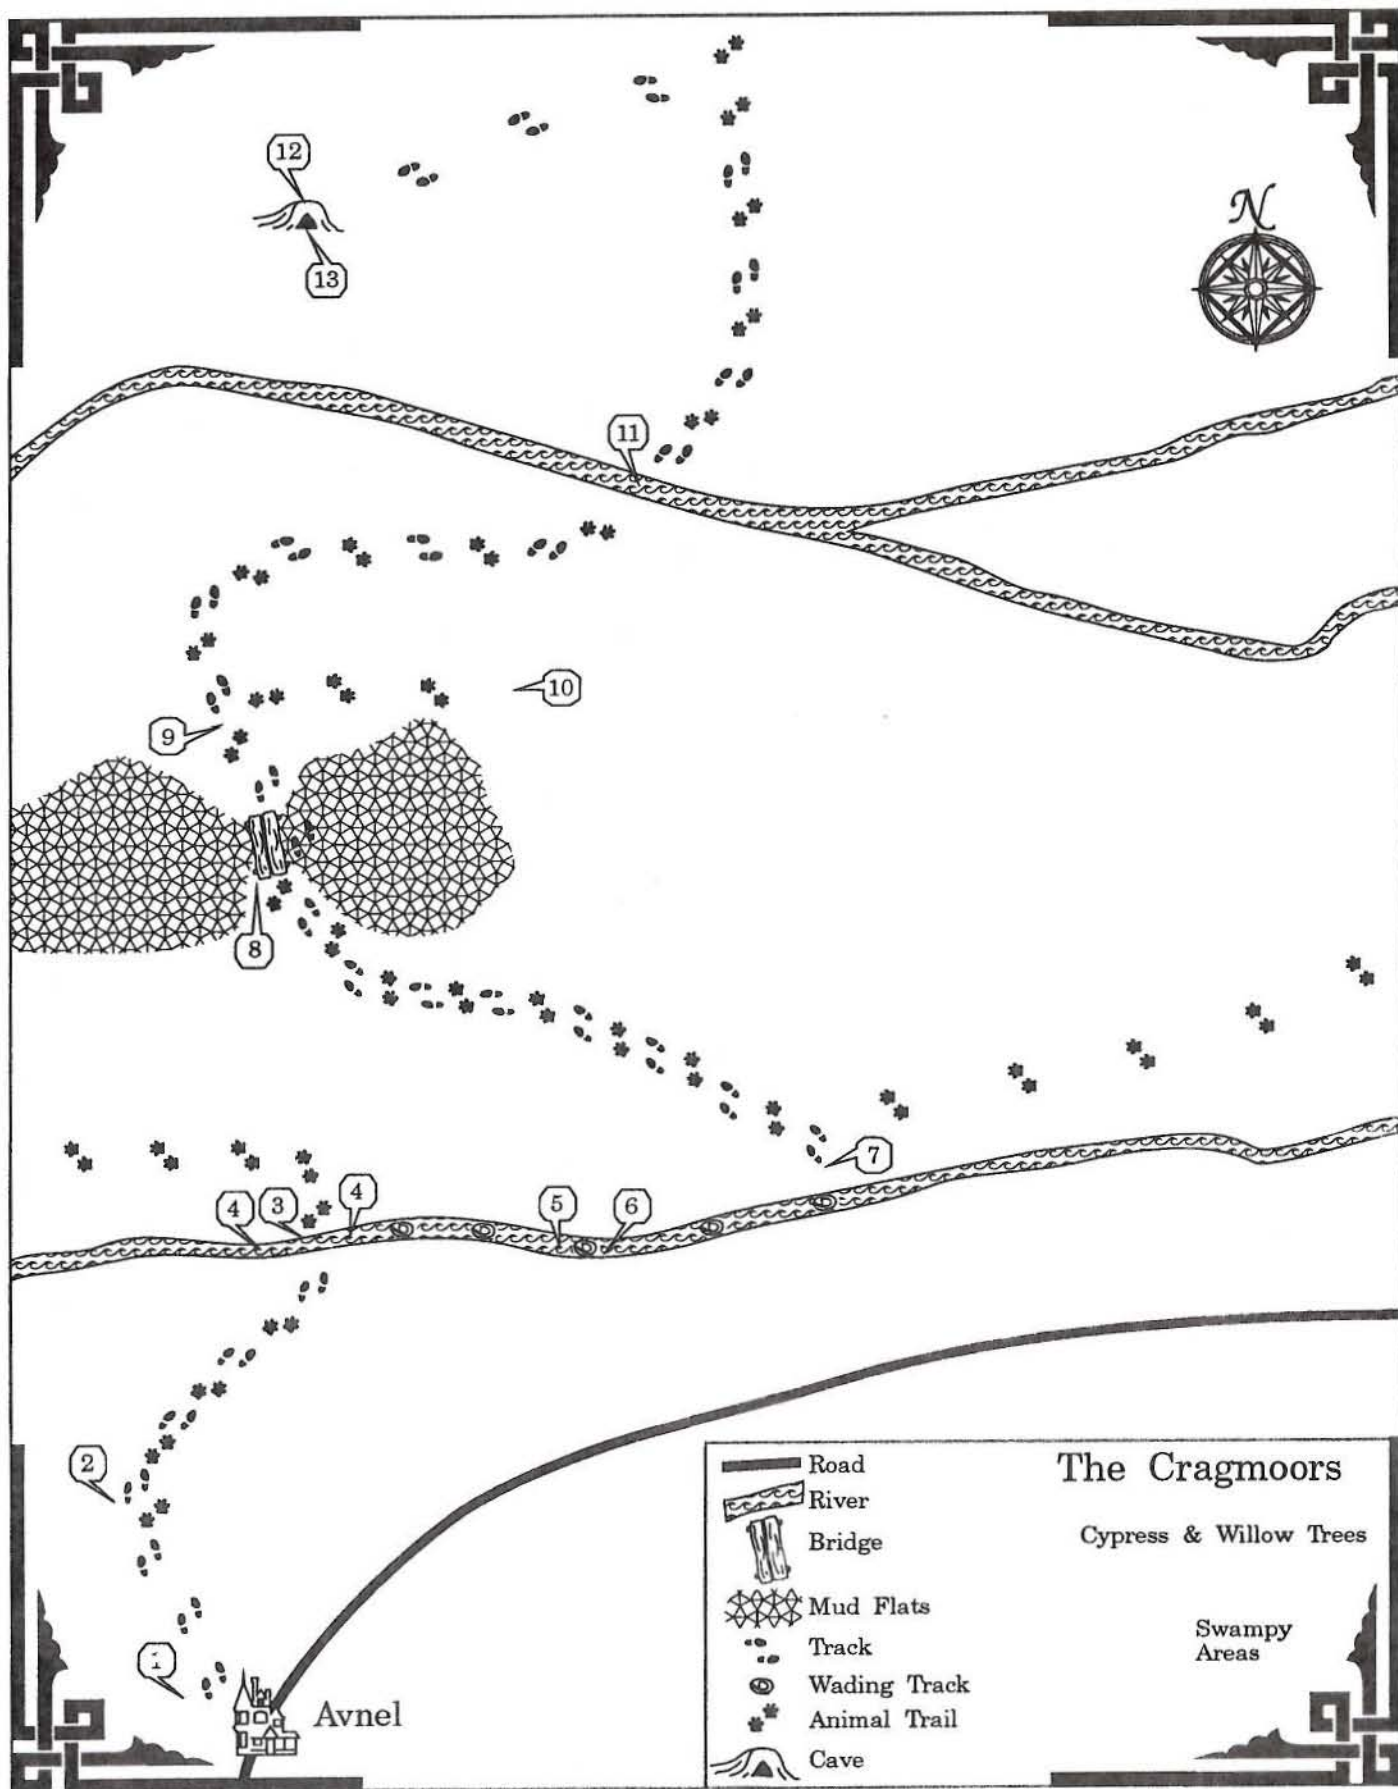 12
N
13
11
10
9
8
7
4
3
4
5
6
2
1
Avnel
The Cragmoors
Cypress & Willow Trees
Swampy
Areas
Road
River
Bridge
Mud Flats
Track
Wading Track
Animal Trail
Cave